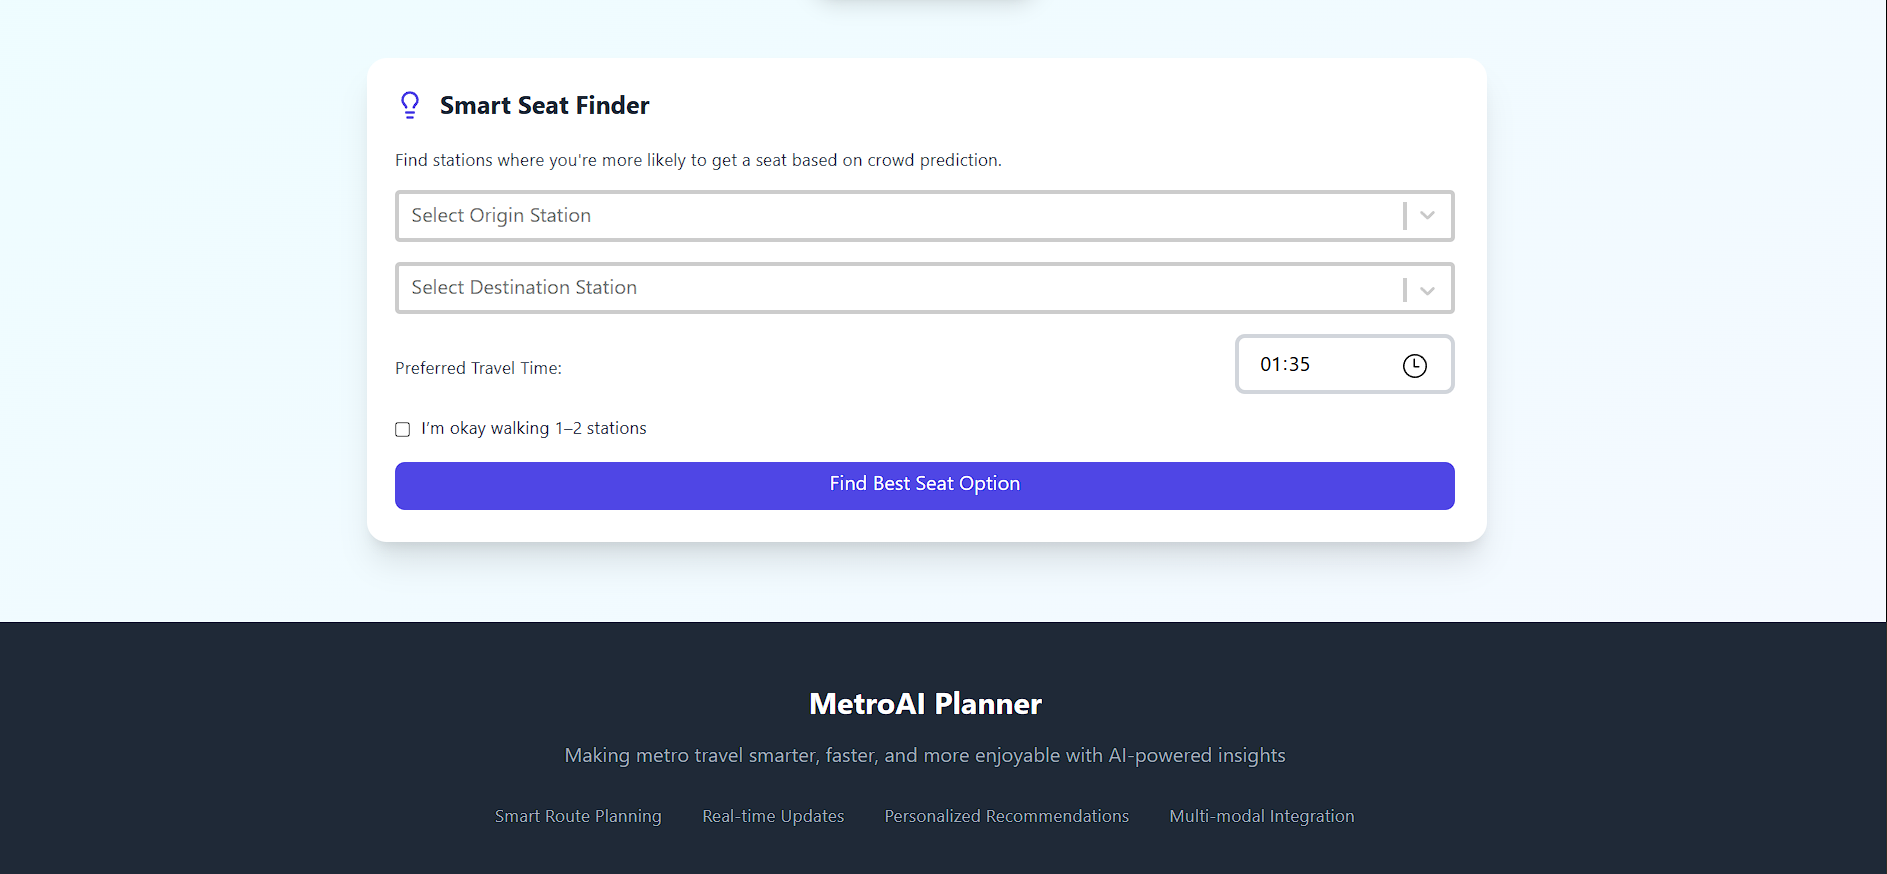 Smart Seat Finder
Find stations where you're more likely to get a seat based on crowd prediction.
Select Origin Station
Select Destination Station
Preferred Travel Time:
01:35
I’m okay walking 1–2 stations
Find Best Seat Option
MetroAI Planner
Making metro travel smarter, faster, and more enjoyable with AI-powered insights
Smart Route Planning Real-time Updates Personalized Recommendations Multi-modal Integration